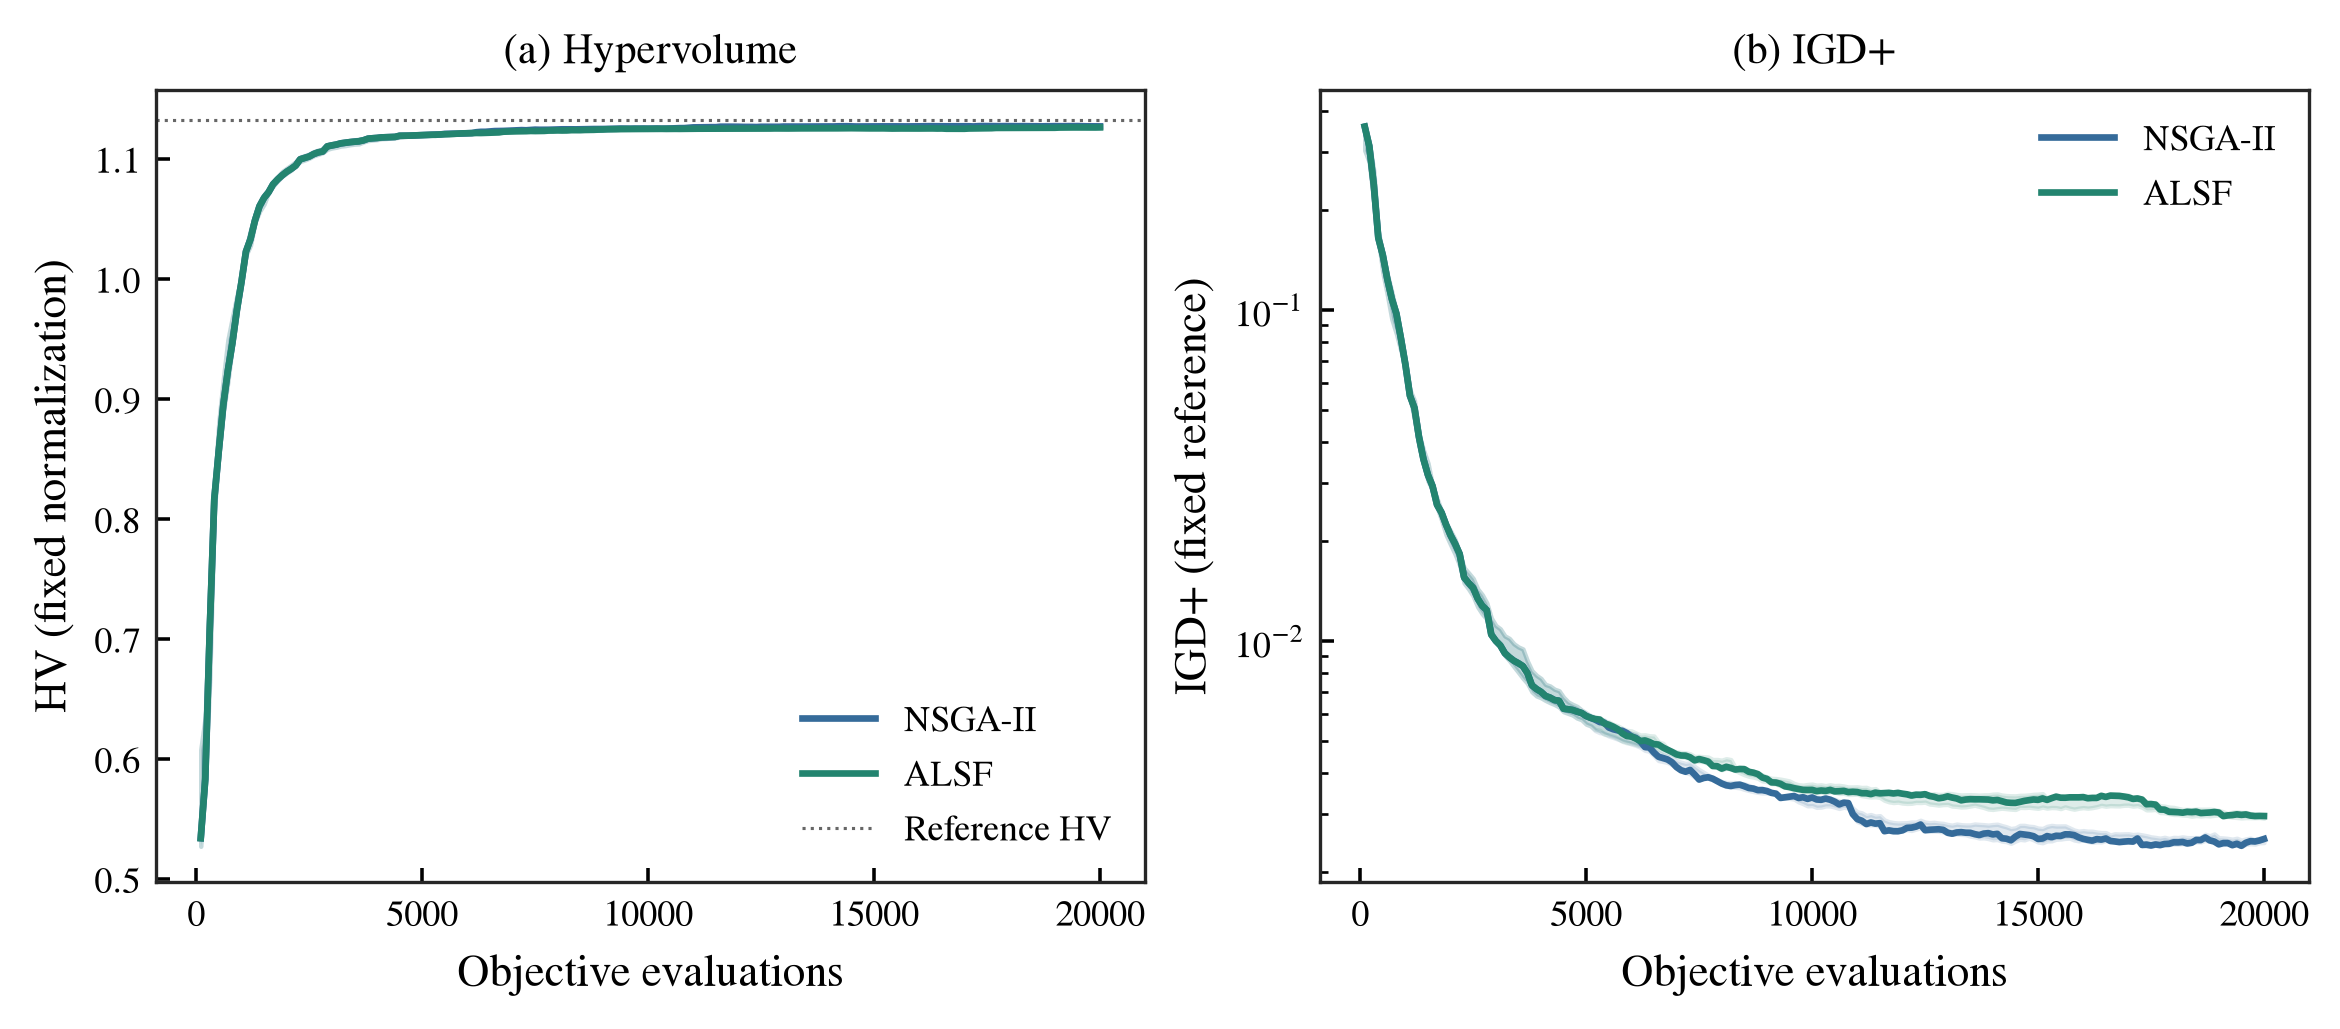 (a) Hypervolume
HV (fixed normalization)
1.1
1.0
0.9
0.8
0.7
0.6
0.5
NSGA-II
ALSF
Reference HV
0 5000 10000 15000 20000
Objective evaluations
(b) IGD+
IGD+ (fixed reference)
10⁻¹
10⁻²
NSGA-II
ALSF
0 5000 10000 15000 20000
Objective evaluations